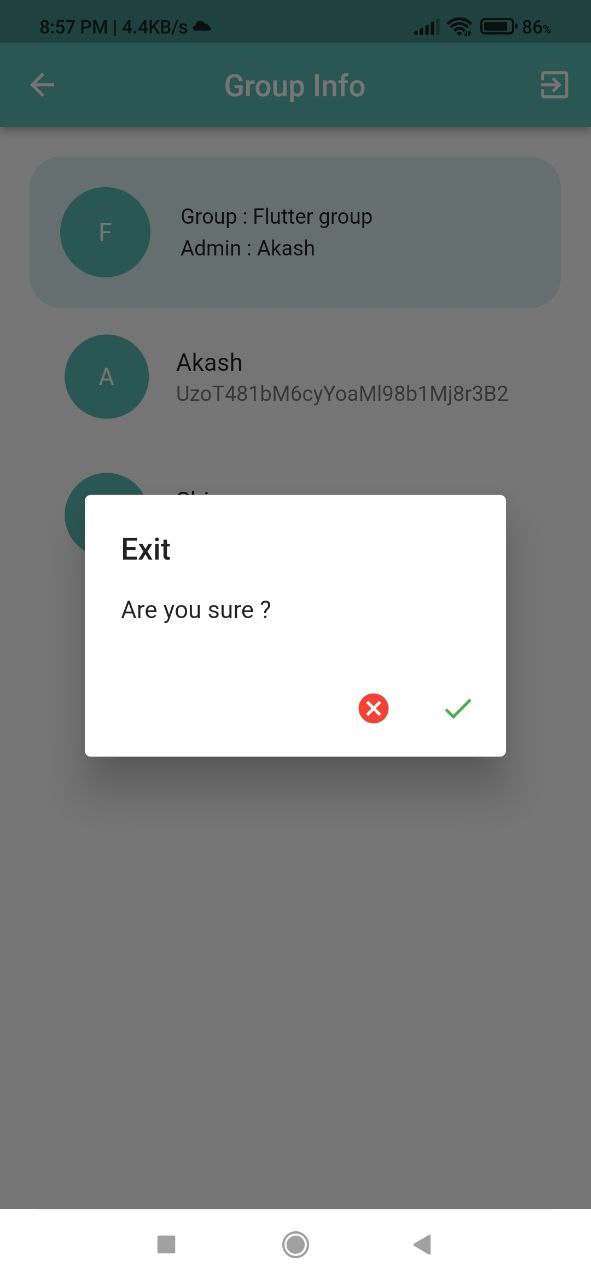 8:57 PM | 4.4KB/s
86%
Group Info
F
Group : Flutter group
Admin : Akash
A
Akash
UzoT481bM6cyYoaMl98b1Mj8r3B2
Exit
Are you sure ?